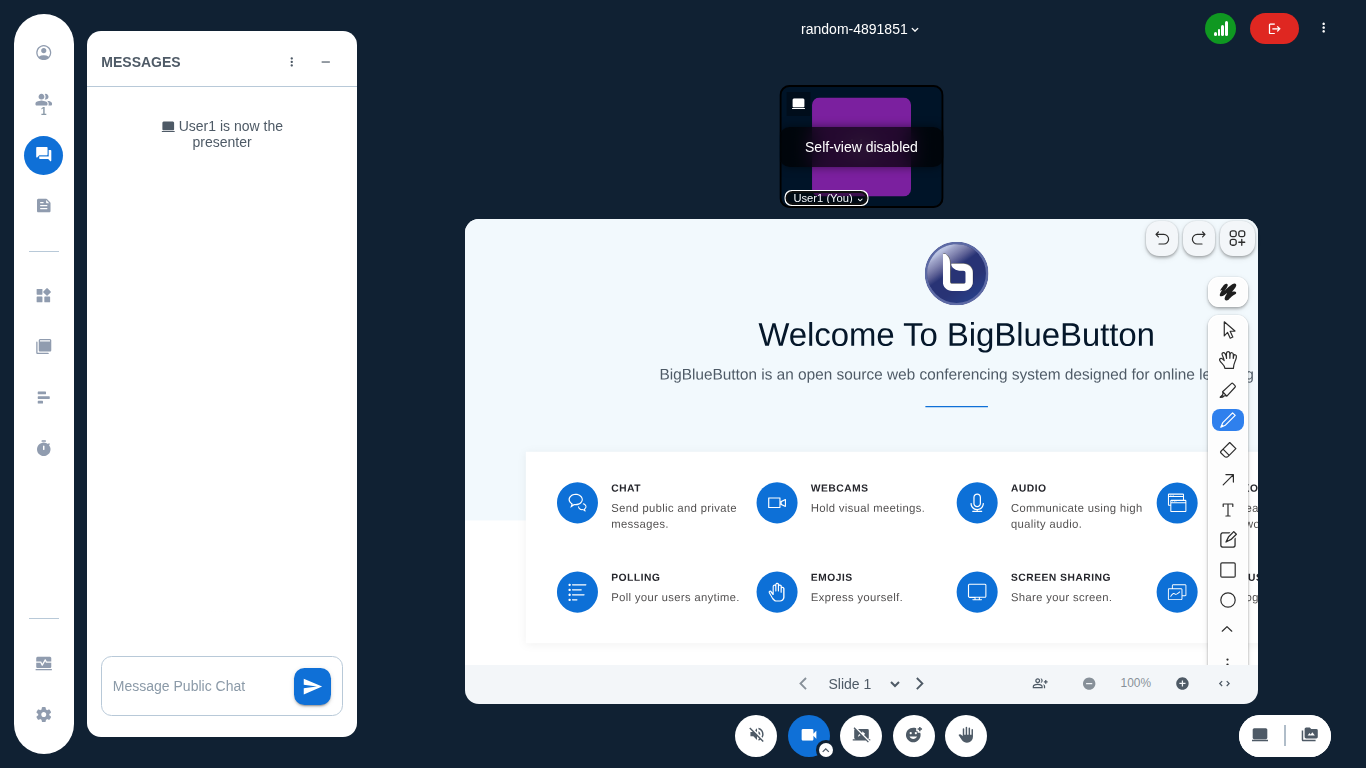 random-4891851
MESSAGES
1
User1 is now the
presenter
Self-view disabled
User1 (You)
Welcome To BigBlueButton
BigBlueButton is an open source web conferencing system designed for online
CHAT
Send public and private
messages.
WEBCAMS
Hold visual meetings.
AUDIO
Communicate using high
quality audio.
POLLING
Poll your users anytime.
EMOJIS
Express yourself.
SCREEN SHARING
Share your screen.
Message Public Chat
Slide 1
100%